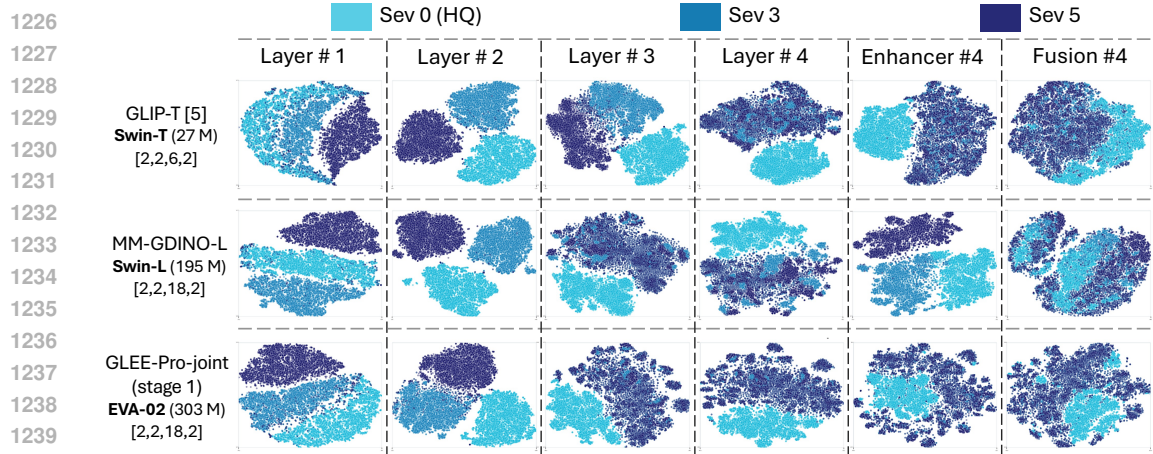 1226
Sev 0 (HQ) Sev 3 Sev 5
1227
Layer # 1 Layer # 2 Layer # 3 Layer # 4 Enhancer #4 Fusion #4
1228
GLIP-T [5]
1229
Swin-T (27 M)
1230
[2,2,6,2]
1231
1232
MM-GDINO-L
1233
Swin-L (195 M)
1234
[2,2,18,2]
1235
1236
GLEE-Pro-joint
1237
(stage 1)
1238
EVA-02 (303 M)
1239
[2,2,18,2]